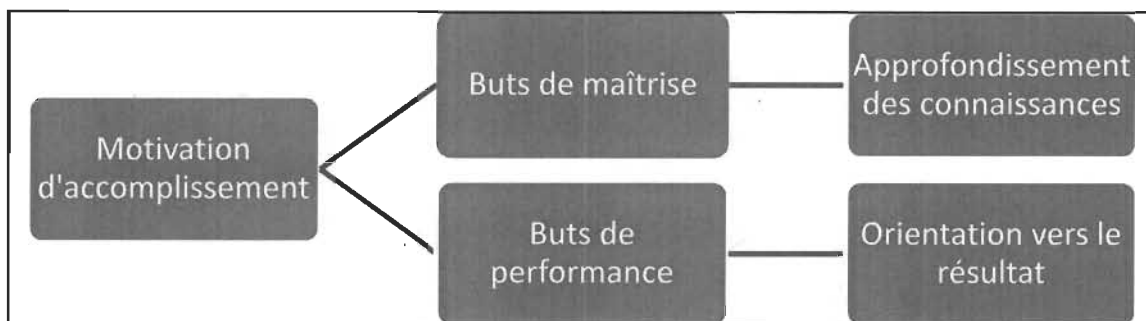 Motivation
d'accomplissement
Buts de maîtrise
Approfondissement
des connaissances
Buts de
performance
Orientation vers le
résultat